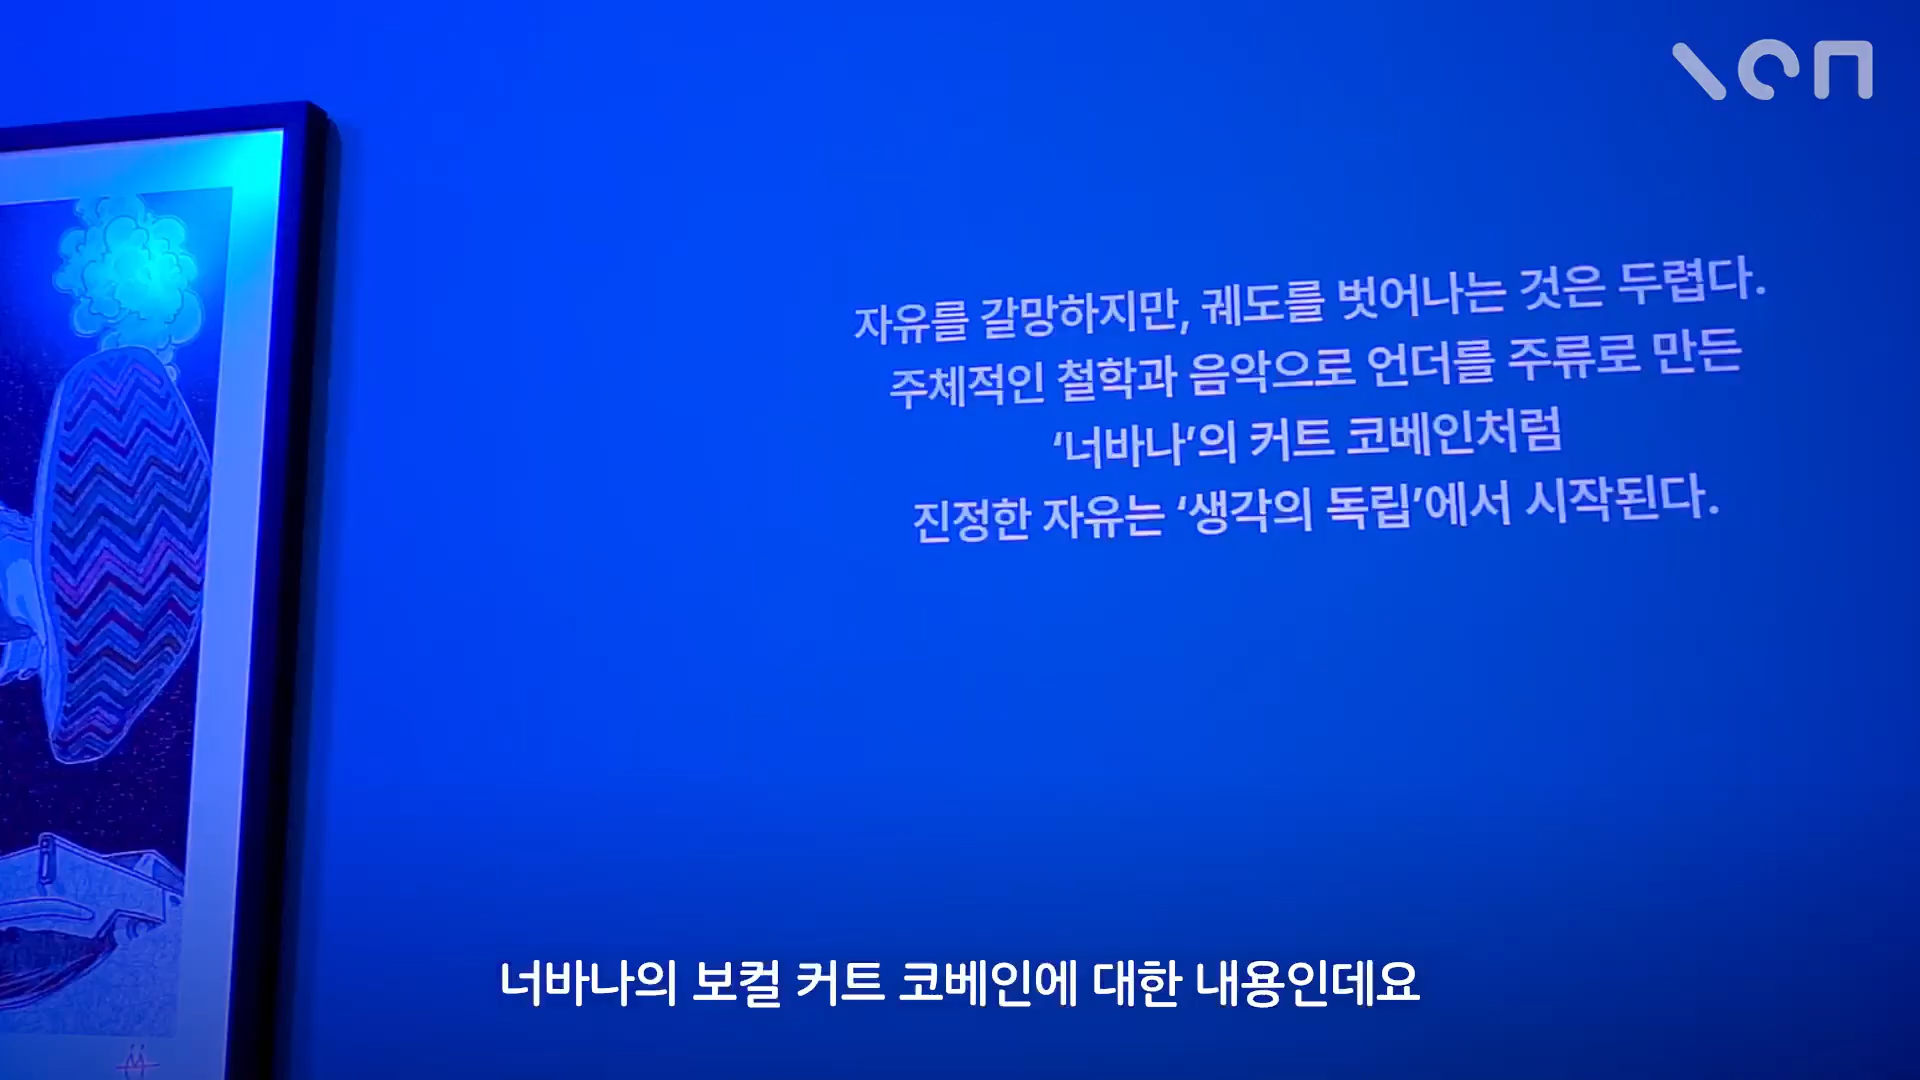 자유를 갈망하지만, 궤도를 벗어나는 것은 두렵다.
주체적인 철학과 음악으로 언더를 주류로 만든
‘너바나’의 커트 코베인처럼
진정한 자유는 ‘생각의 독립’에서 시작된다.
너바나의 보컬 커트 코베인에 대한 내용인데요